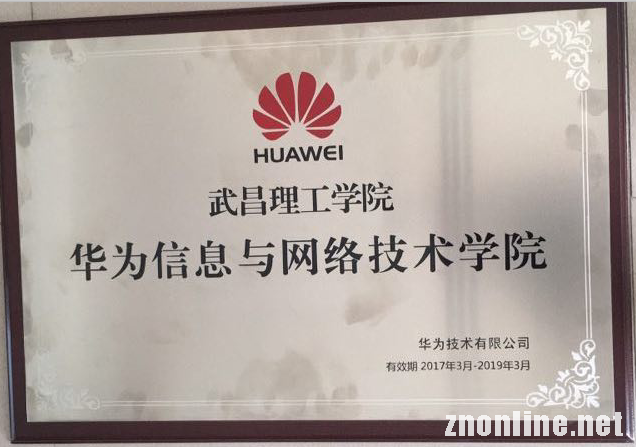 HUAWEI
武昌理工学院
华为信息与网络技术学院
华为技术有限公司
有效期 2017年3月-2019年3月
znonline.net